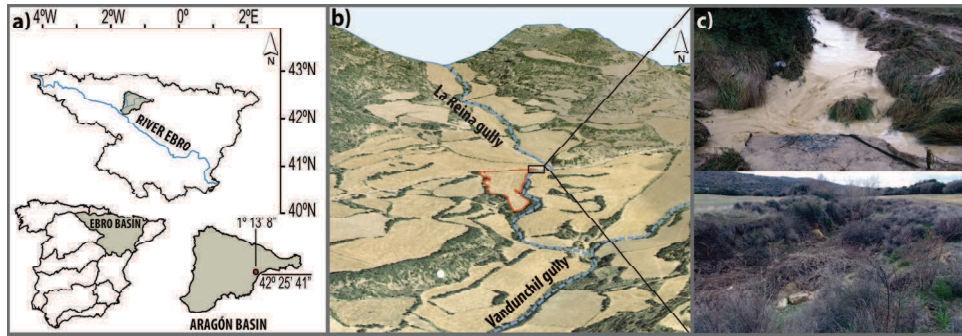 a)
4°W
2°W
0°
2°E
N
43°N
42°N
41°N
40°N
RIVER EBRO
EBRO BASIN
1° 13' 8"
42° 25' 41"
ARAGÓN BASIN
b)
N
La Reina gully
Vandunchil gully
c)